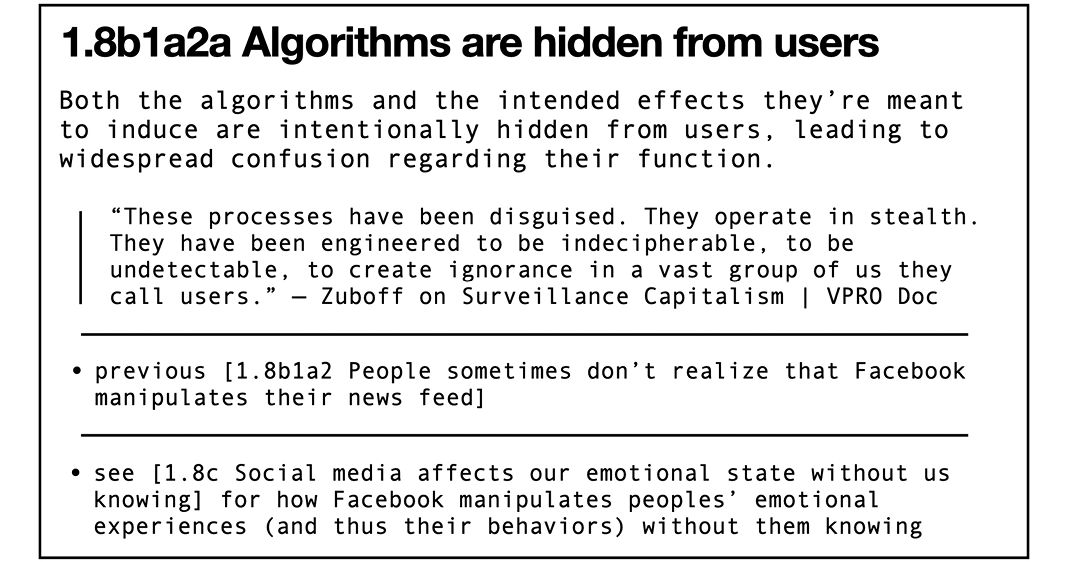 1.8b1a2a Algorithms are hidden from users
Both the algorithms and the intended effects they’re meant
to induce are intentionally hidden from users, leading to
widespread confusion regarding their function.
“These processes have been disguised. They operate in stealth.
They have been engineered to be indecipherable, to be
undetectable, to create ignorance in a vast group of us they
call users.” — Zuboff on Surveillance Capitalism | VPRO Doc
• previous [1.8b1a2 People sometimes don’t realize that Facebook
manipulates their news feed]
• see [1.8c Social media affects our emotional state without us
knowing] for how Facebook manipulates peoples’ emotional
experiences (and thus their behaviors) without them knowing